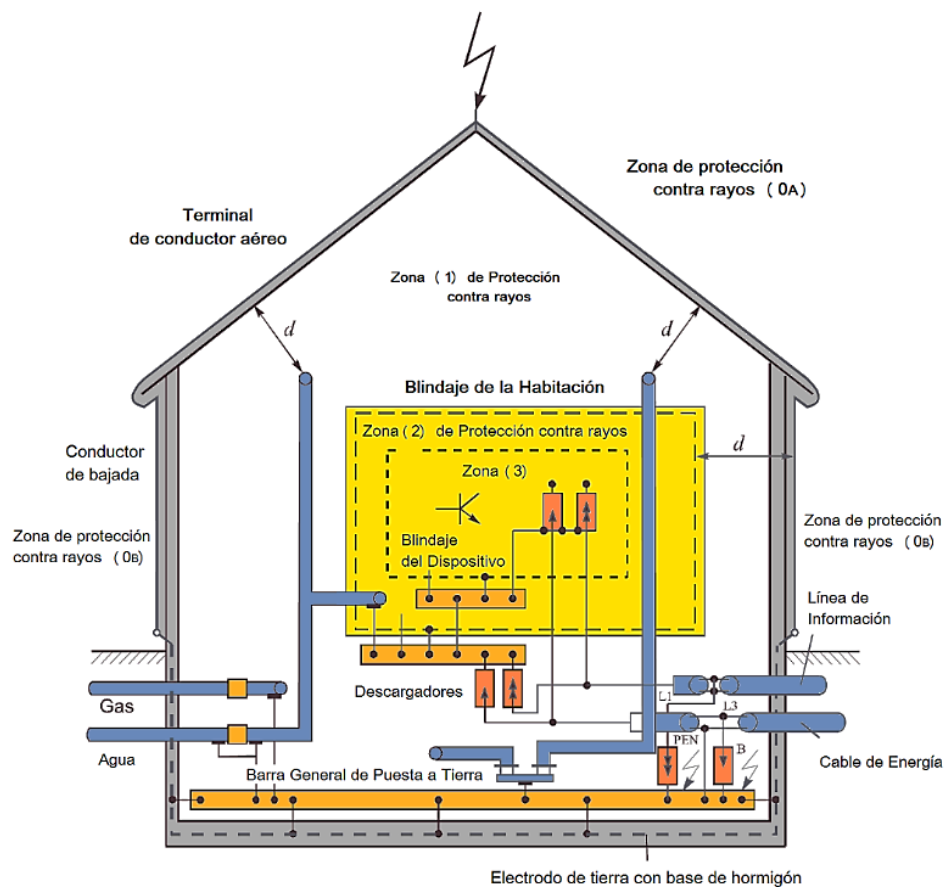 Zona de protección
contra rayos ( 0A)
Terminal
de conductor aéreo
Zona ( 1 ) de Protección
contra rayos
d
d
Blindaje de la Habitación
Zona ( 2 ) de Protección contra rayos
Zona ( 3 )
d
Conductor
de bajada
Zona de protección
contra rayos (0B)
Zona de protección
contra rayos (0B)
Blindaje
del Dispositivo
Línea de
Información
Descargadores
L1
L3
Gas
PEN
B
Agua
Cable de Energía
Barra General de Puesta a Tierra
Electrodo de tierra con base de hormigón